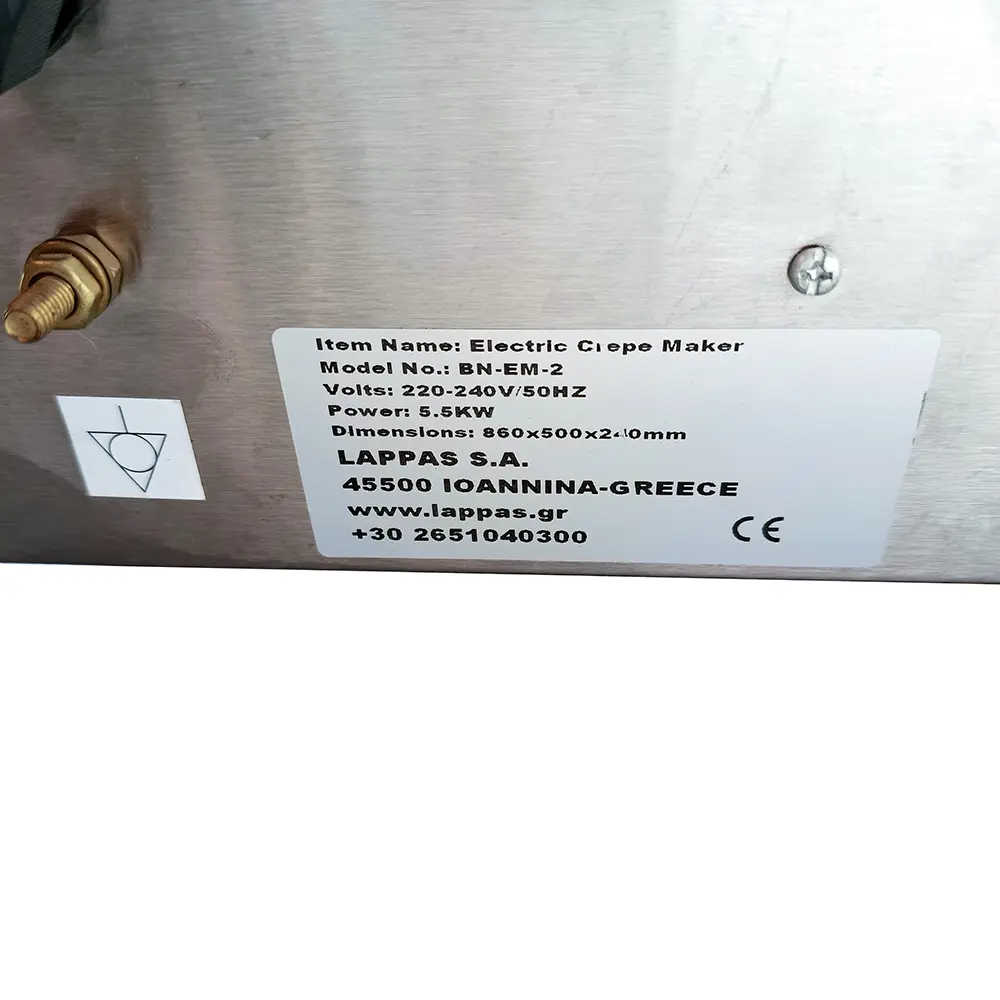 Item Name: Electric Crepe Maker
Model No.: BN-EM-2
Volts: 220-240V/50HZ
Power: 5.5KW
Dimensions:
LAPPAS S.A.
45500 IOANNINA-GREECE
www.lappas.gr
+30 2651040300
CE